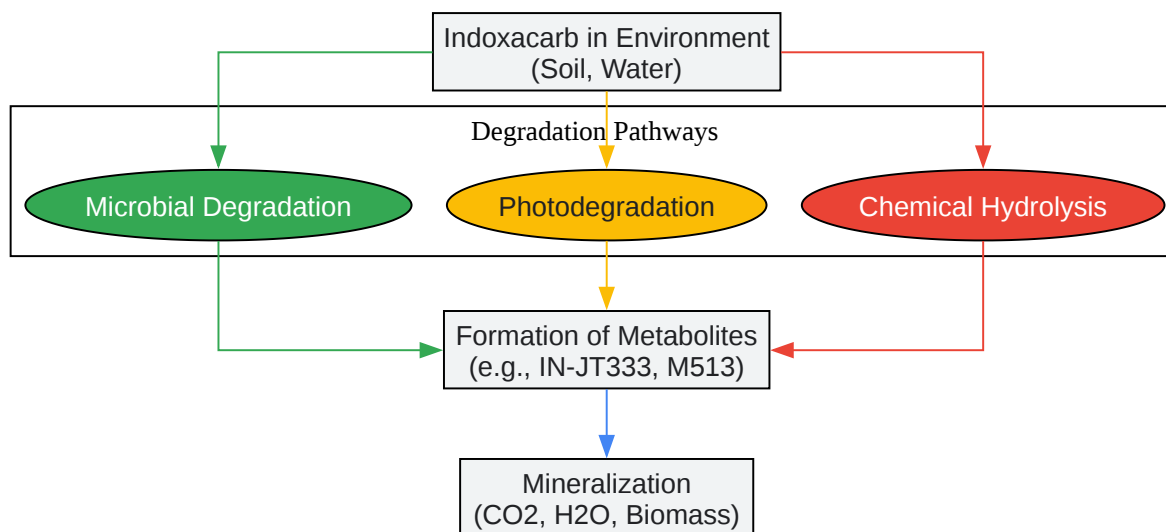 Indoxacarb in Environment
(Soil, Water)
Degradation Pathways
Microbial Degradation
Photodegradation
Chemical Hydrolysis
Formation of Metabolites
(e.g., IN-JT333, M513)
Mineralization
(CO2, H2O, Biomass)